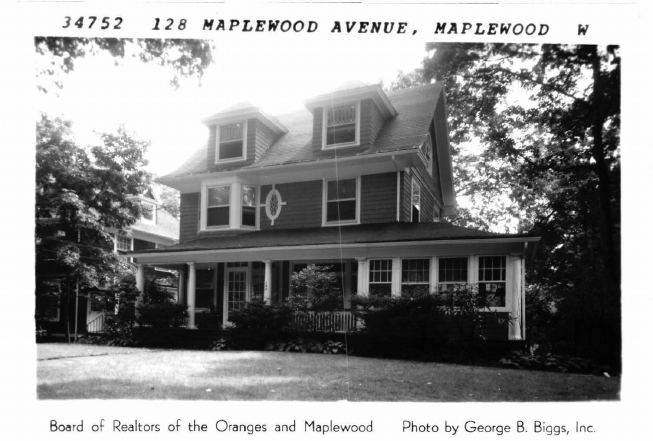 34752 128 MAPLEWOOD AVENUE, MAPLEWOOD W
Board of Realtors of the Oranges and Maplewood Photo by George B. Biggs, Inc.